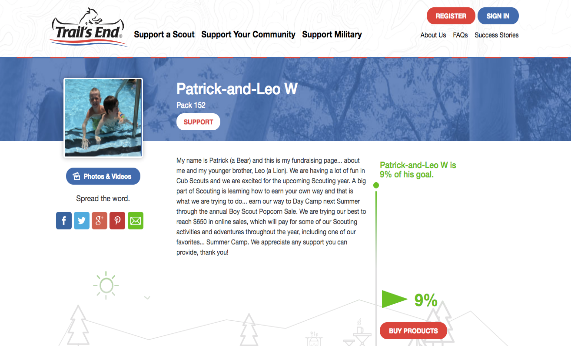 REGISTER
SIGN IN
Trail's End
Support a Scout Support Your Community Support Military
About Us FAQs Success Stories
Patrick-and-Leo W
Pack 152
SUPPORT
Photos & Videos
Spread the word.
My name is Patrick (a Bear) and this is my fundraising page... about
me and my younger brother, Leo (a Lion). We are having a lot of fun in
Cub Scouts and we are excited for the upcoming Scouting year. A big
part of Scouting is learning how to earn your own way and that is
what we are trying to do... earn our way to Day Camp next Summer
through the annual Boy Scout Popcorn Sale. We are trying our best to
reach $650 in online sales, which will pay for some of our Scouting
activities and adventures throughout the year, including one of our
favorites... Summer Camp. We appreciate any support you can
provide, thank you!
Patrick-and-Leo W is
9% of his goal.
9%
BUY PRODUCTS